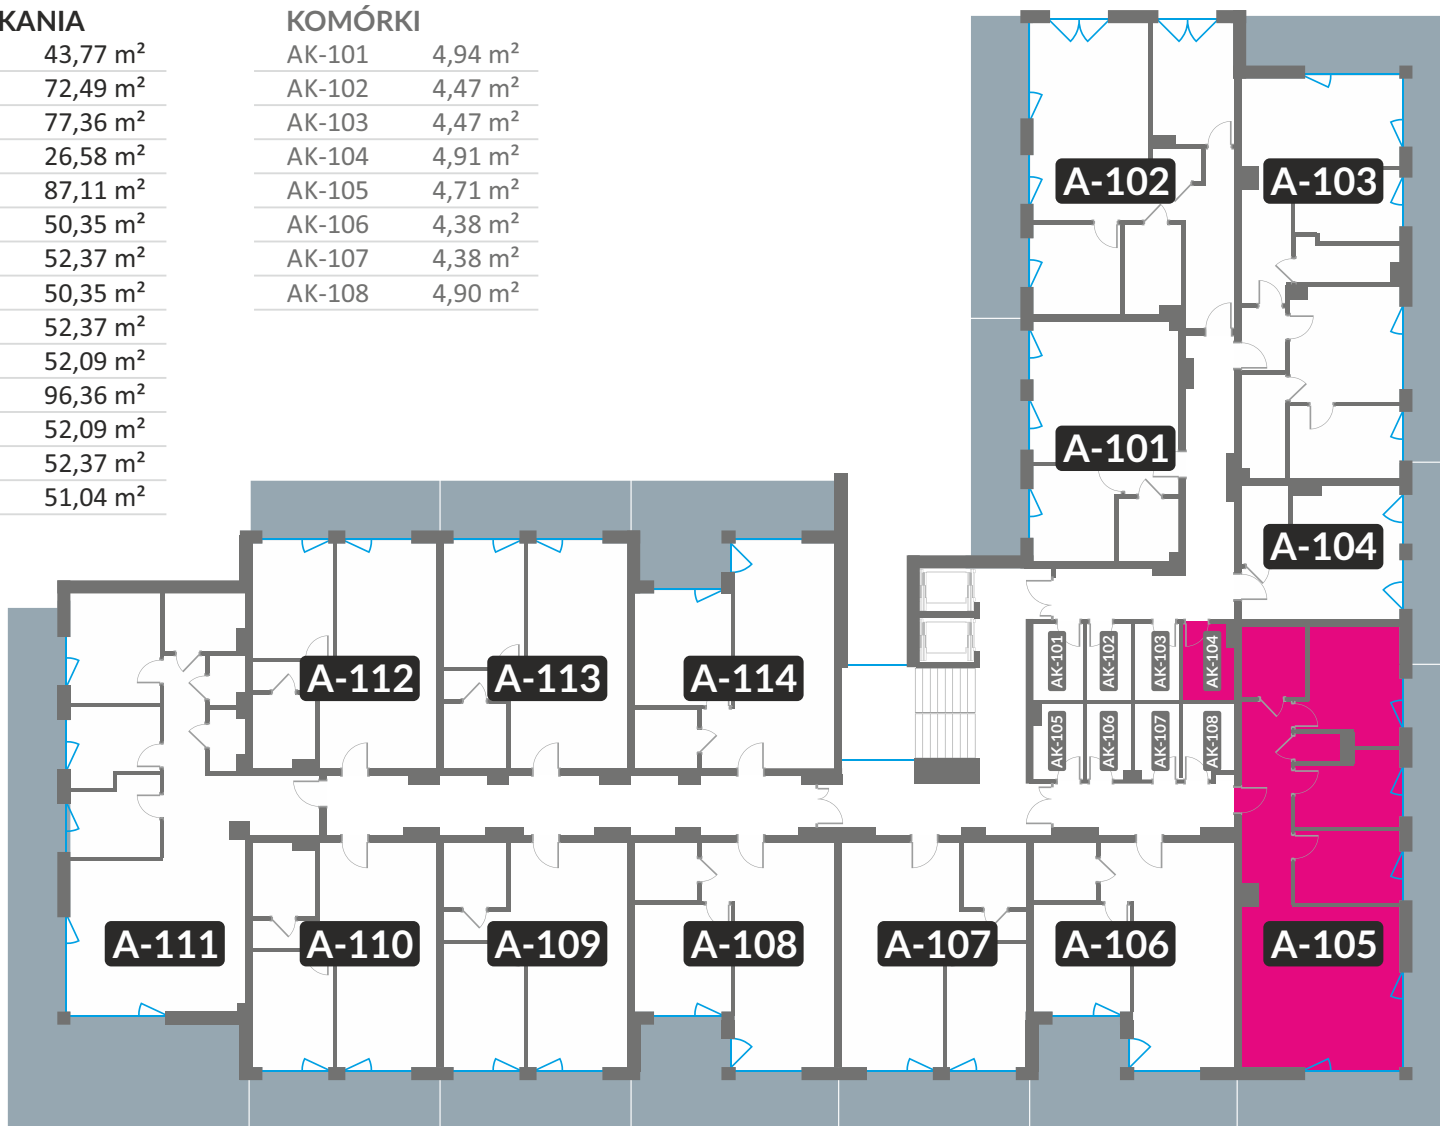 KANIA
43,77 m²
72,49 m²
77,36 m²
26,58 m²
87,11 m²
50,35 m²
52,37 m²
50,35 m²
52,37 m²
52,09 m²
96,36 m²
52,09 m²
52,37 m²
51,04 m²
KOMÓRKI
AK-101 4,94 m²
AK-102 4,47 m²
AK-103 4,47 m²
AK-104 4,91 m²
AK-105 4,71 m²
AK-106 4,38 m²
AK-107 4,38 m²
AK-108 4,90 m²
A-102
A-103
A-101
A-104
AK-101
AK-102
AK-103
AK-104
A-112
A-113
A-114
AK-105
AK-106
AK-107
AK-108
A-111
A-110
A-109
A-108
A-107
A-106
A-105